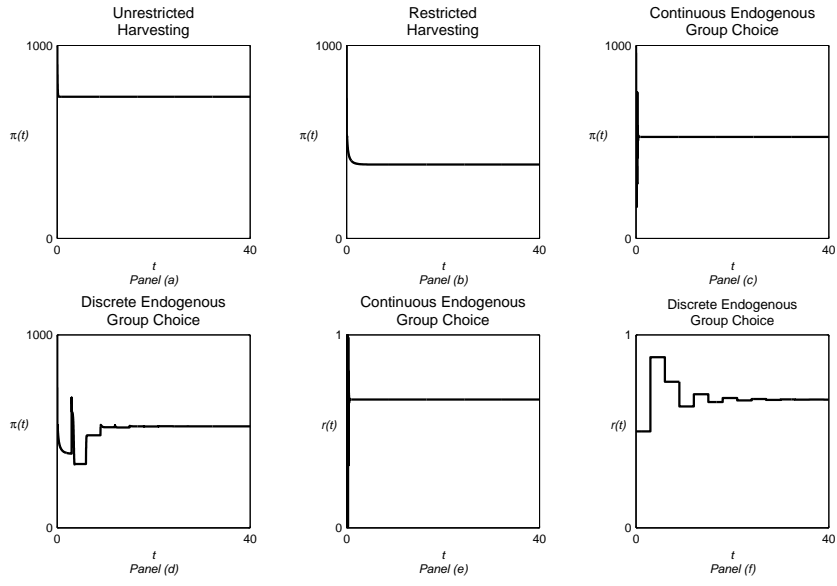 Unrestricted
Harvesting
1000
π(t)
0
0
40
t
Panel (a)
Restricted
Harvesting
1000
π(t)
0
0
40
t
Panel (b)
Continuous Endogenous
Group Choice
1000
π(t)
0
0
40
t
Panel (c)
Discrete Endogenous
Group Choice
1000
π(t)
0
0
40
t
Panel (d)
Continuous Endogenous
Group Choice
1
r(t)
0
0
40
t
Panel (e)
Discrete Endogenous
Group Choice
1
r(t)
0
0
40
t
Panel (f)